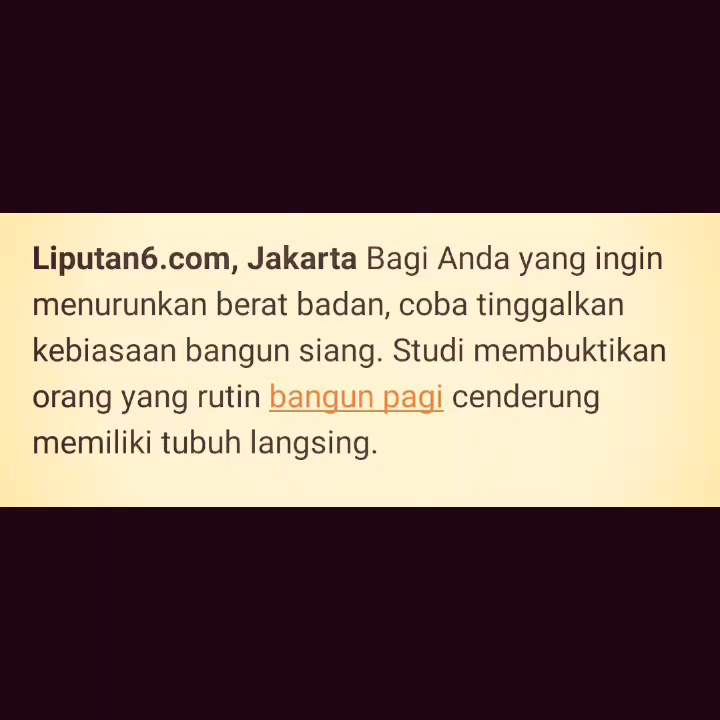 Liputan6.com, Jakarta Bagi Anda yang ingin
menurunkan berat badan, coba tinggalkan
kebiasaan bangun siang. Studi membuktikan
orang yang rutin bangun pagi cenderung
memiliki tubuh langsing.